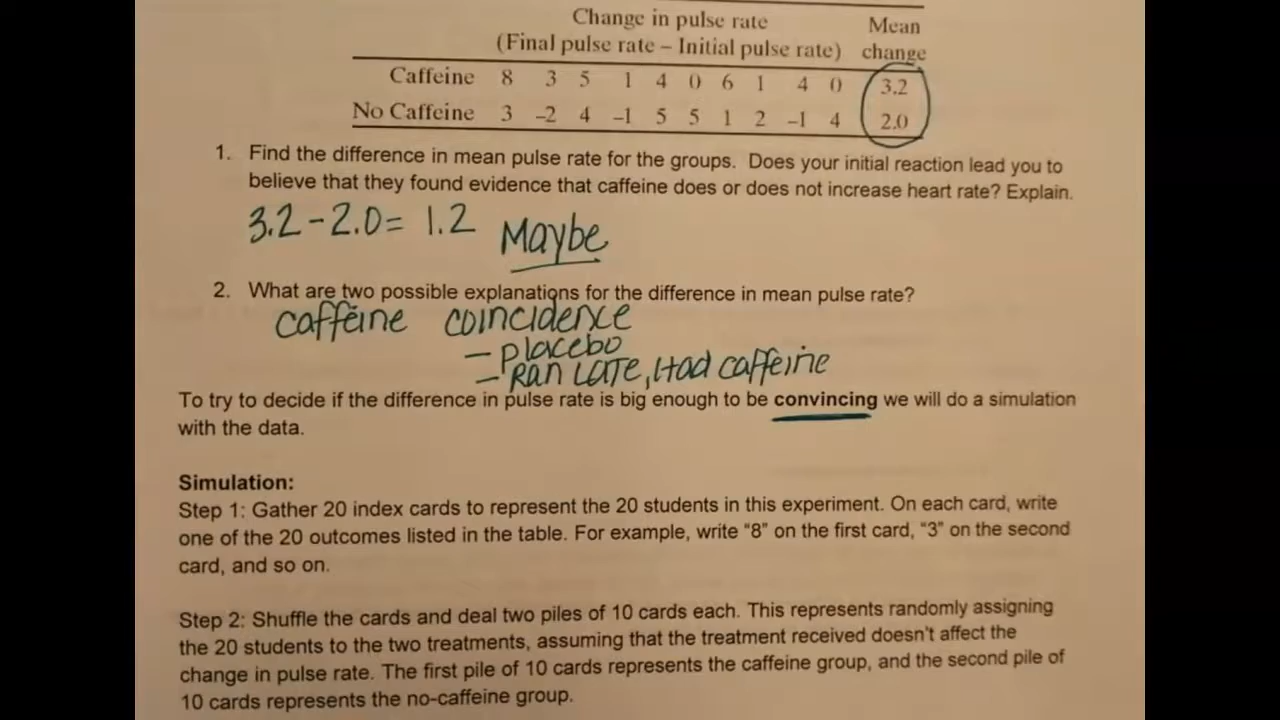 Change in pulse rate
(Final pulse rate – Initial pulse rate)
Mean
change
Caffeine 8 3 5 1 4 0 6 1 4 0 3.2
No Caffeine 3 –2 4 –1 5 5 1 2 –1 4 2.0
1. Find the difference in mean pulse rate for the groups. Does your initial reaction lead you to
believe that they found evidence that caffeine does or does not increase heart rate? Explain.
3.2 - 2.0 = 1.2 Maybe
2. What are two possible explanations for the difference in mean pulse rate?
caffeine coincidence
- placebo
- Ran late, Had caffeine
To try to decide if the difference in pulse rate is big enough to be convincing we will do a simulation
with the data.
Simulation:
Step 1: Gather 20 index cards to represent the 20 students in this experiment. On each card, write
one of the 20 outcomes listed in the table. For example, write “8” on the first card, “3” on the second
card, and so on.
Step 2: Shuffle the cards and deal two piles of 10 cards each. This represents randomly assigning
the 20 students to the two treatments, assuming that the treatment received doesn't affect the
change in pulse rate. The first pile of 10 cards represents the caffeine group, and the second pile of
10 cards represents the no-caffeine group.